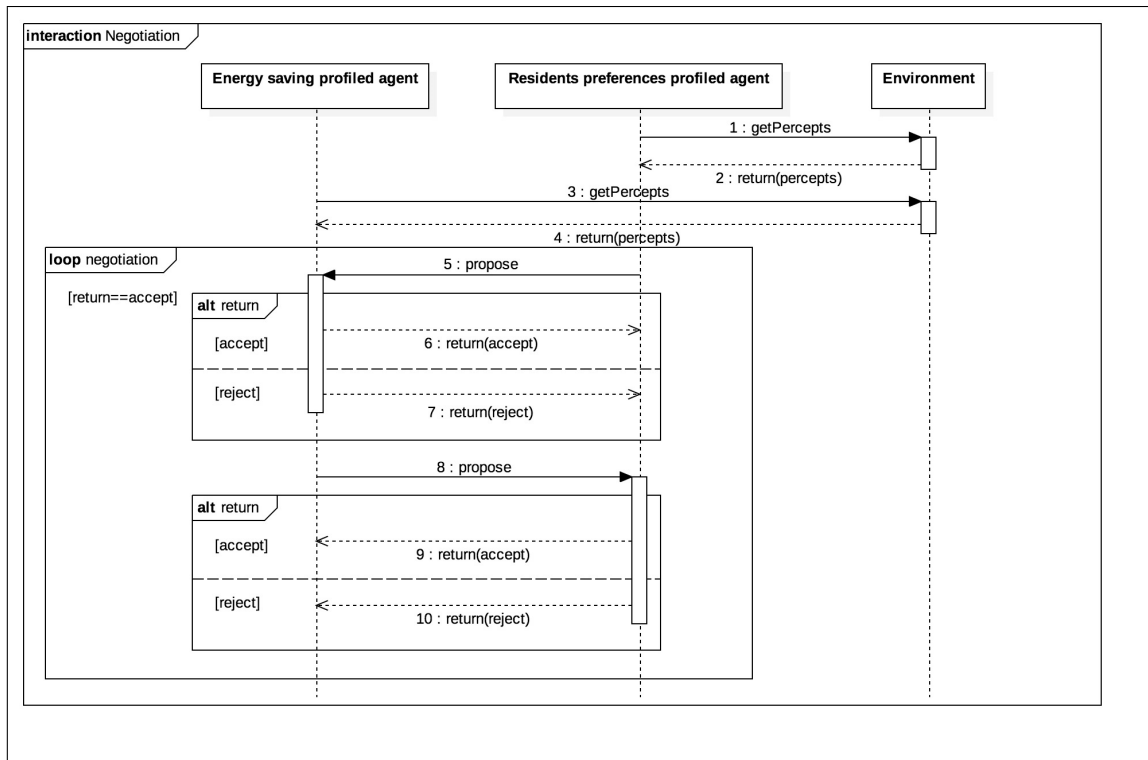 interaction Negotiation
Energy saving profiled agent
Residents preferences profiled agent
Environment
1 : getPercepts
2 : return(percepts)
3 : getPercepts
4 : return(percepts)
loop negotiation
5 : propose
[return==accept]
alt return
[accept]
6 : return(accept)
[reject]
7 : return(reject)
8 : propose
alt return
[accept]
9 : return(accept)
[reject]
10 : return(reject)